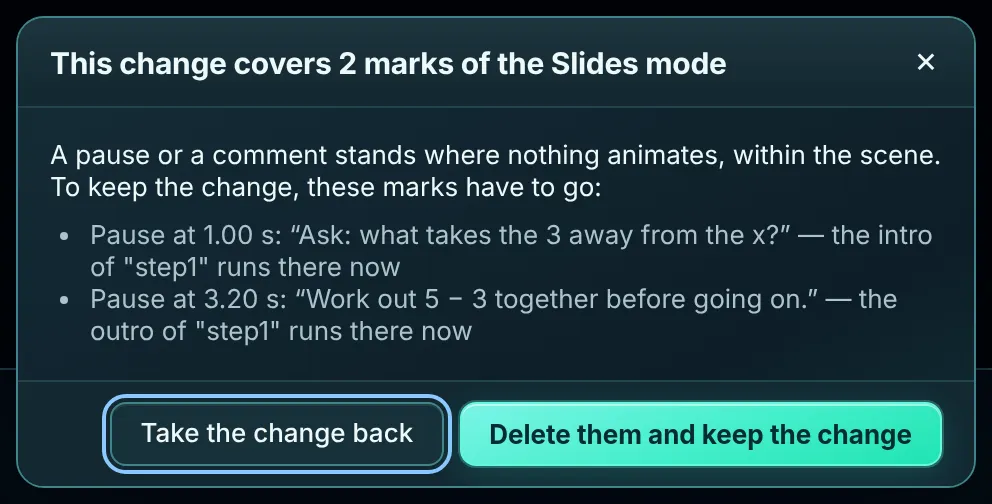 This change covers 2 marks of the Slides mode
A pause or a comment stands where nothing animates, within the scene.
To keep the change, these marks have to go:
• Pause at 1.00 s: “Ask: what takes the 3 away from the x?” — the intro
of "step1" runs there now
• Pause at 3.20 s: “Work out 5 − 3 together before going on.” — the
outro of "step1" runs there now
Take the change back
Delete them and keep the change